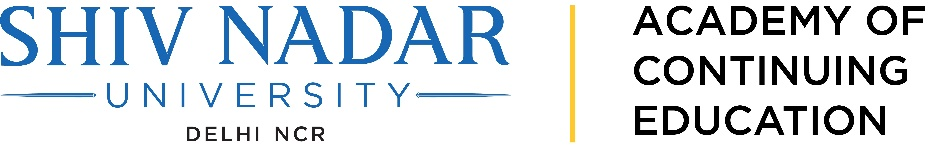 SHIV NADAR
UNIVERSITY
DELHI NCR
ACADEMY OF
CONTINUING
EDUCATION